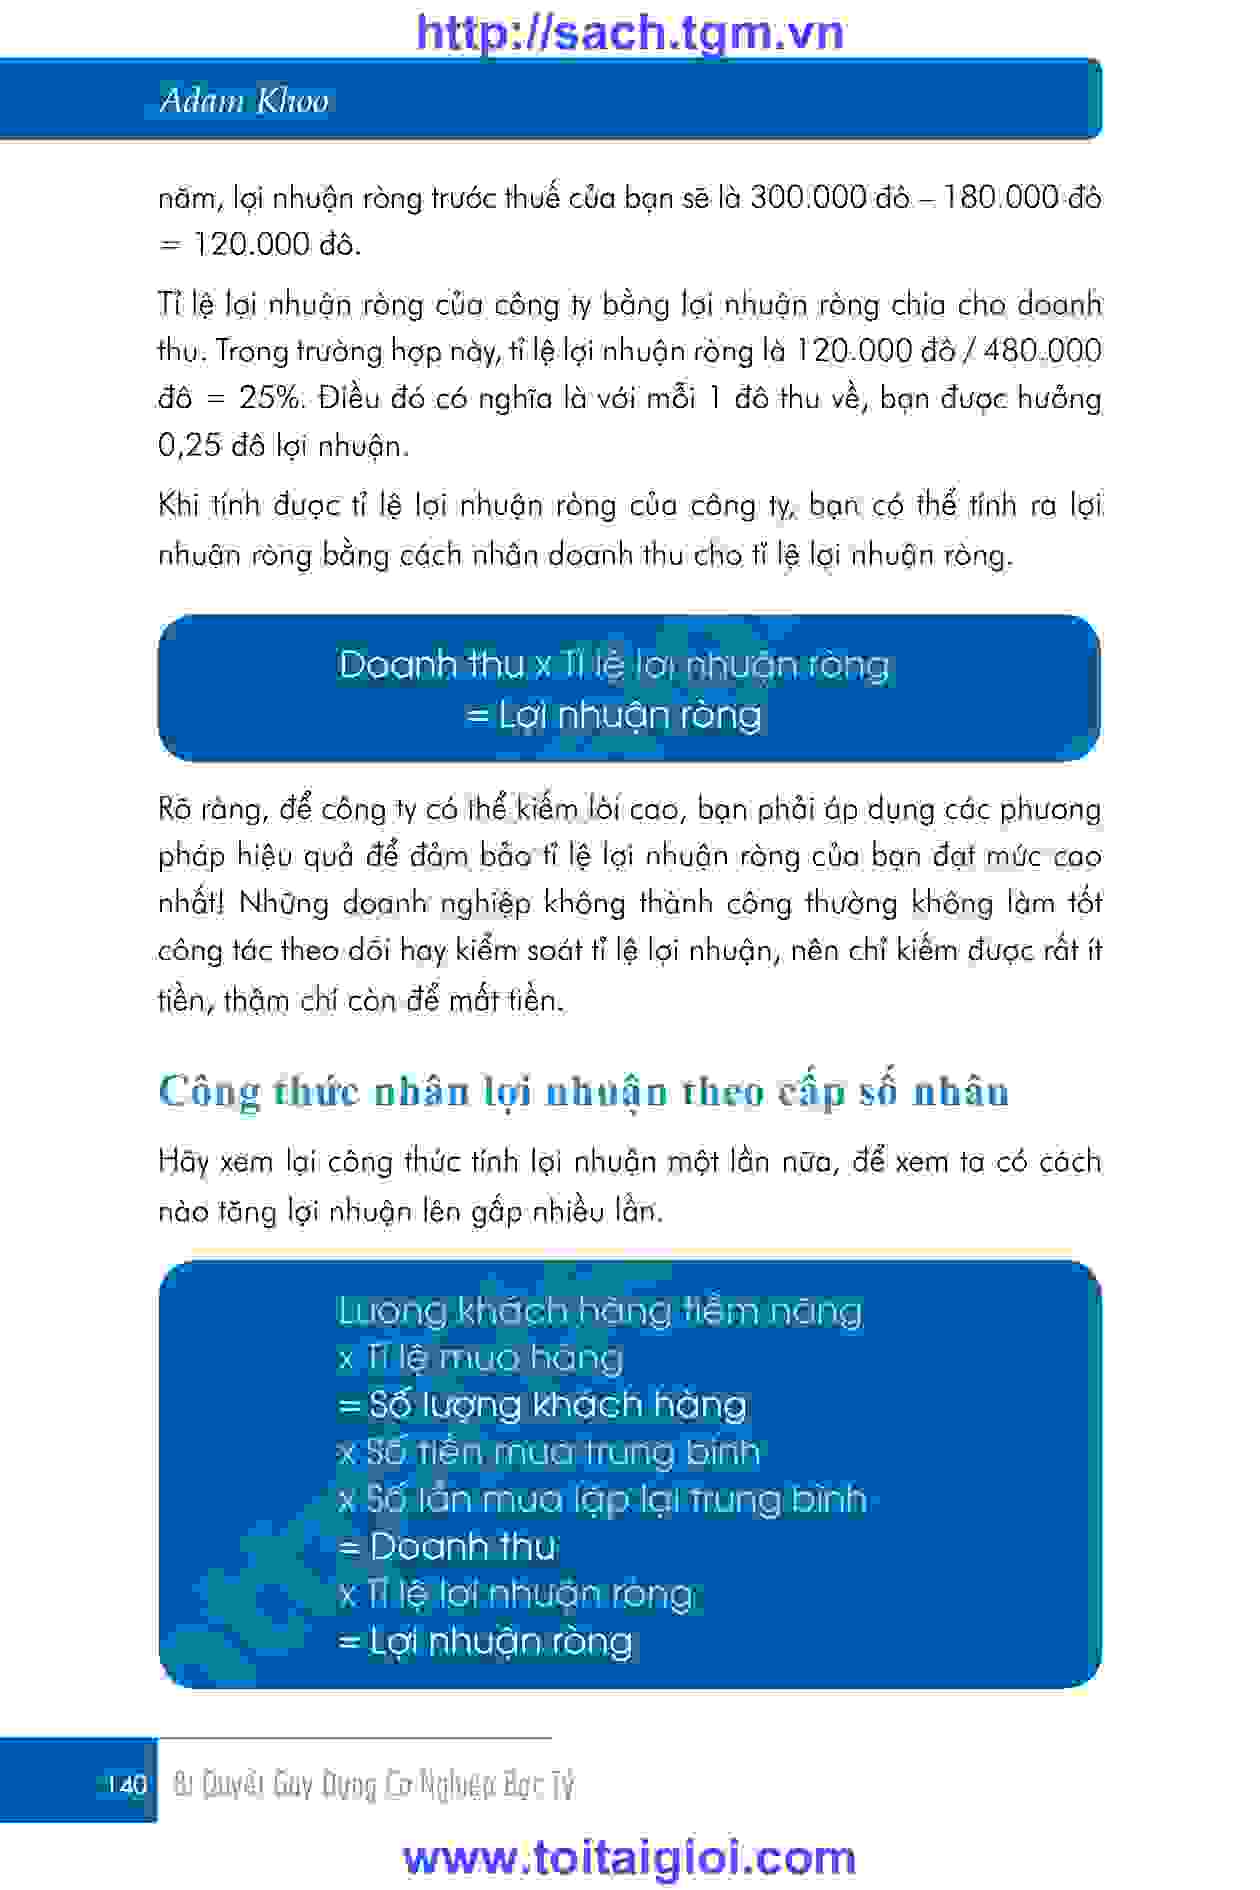 http://sach.tgm.vn
Adam Khoo
năm, lợi nhuận ròng trước thuế của bạn sẽ là 300.000 đô – 180.000 đô
= 120.000 đô.
Tỉ lệ lợi nhuận ròng của công ty bằng lợi nhuận ròng chia cho doanh
thu. Trong trường hợp này, tỉ lệ lợi nhuận ròng là 120.000 đô / 480.000
đô = 25%. Điều đó có nghĩa là với mỗi 1 đô thu về, bạn được hưởng
0,25 đô lợi nhuận.
Khi tính được tỉ lệ lợi nhuận ròng của công ty, bạn có thể tính ra lợi
nhuận ròng bằng cách nhân doanh thu cho tỉ lệ lợi nhuận ròng.
Doanh thu x Tỉ lệ lợi nhuận ròng
= Lợi nhuận ròng
Rõ ràng, để công ty có thể kiếm lời cao, bạn phải áp dụng các phương
pháp hiệu quả để đảm bảo tỉ lệ lợi nhuận ròng của bạn đạt mức cao
nhất! Những doanh nghiệp không thành công thường không làm tốt
công tác theo dõi hay kiểm soát tỉ lệ lợi nhuận, nên chỉ kiếm được rất ít
tiền, thậm chí còn để mất tiền.
Công thức nhân lợi nhuận theo cấp số nhân
Hãy xem lại công thức tính lợi nhuận một lần nữa, để xem ta có cách
nào tăng lợi nhuận lên gấp nhiều lần.
Lượng khách hàng tiềm năng
x Tỉ lệ mua hàng
= Số lượng khách hàng
x Số tiền mua trung bình
x Số lần mua lặp lại trung bình
= Doanh thu
x Tỉ lệ lợi nhuận ròng
= Lợi nhuận ròng
140 Bí Quyết Gây Dựng Cơ Nghiệp Bạc Tỷ
www.toitaigioi.com